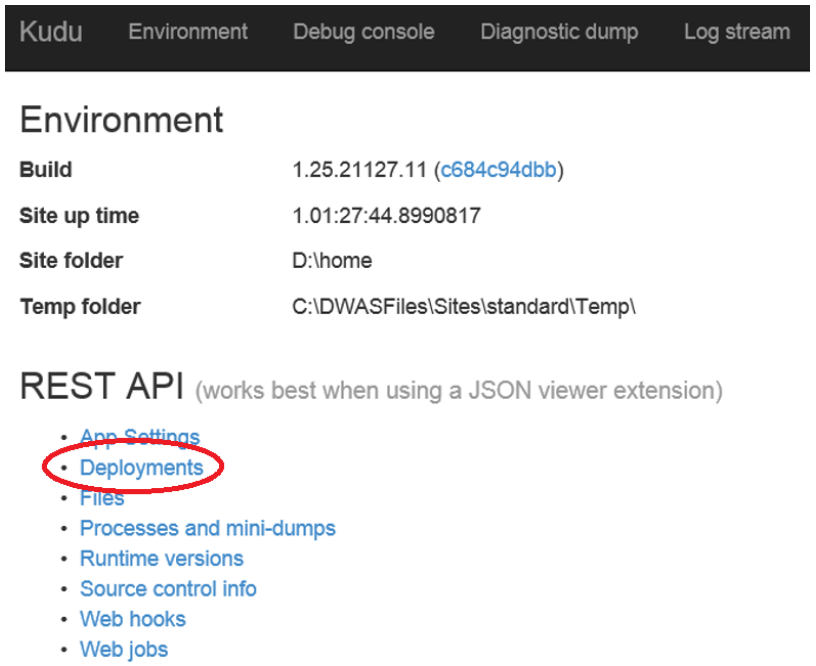 Kudu Environment Debug console Diagnostic dump Log stream
Environment
Build 1.25.21127.11 (c684c94dbb)
Site up time 1.01:27:44.8990817
Site folder D:\home
Temp folder C:\DWASFiles\Sites\standard\Temp\
REST API (works best when using a JSON viewer extension)
• App Settings
• Deployments
• Files
• Processes and mini-dumps
• Runtime versions
• Source control info
• Web hooks
• Web jobs